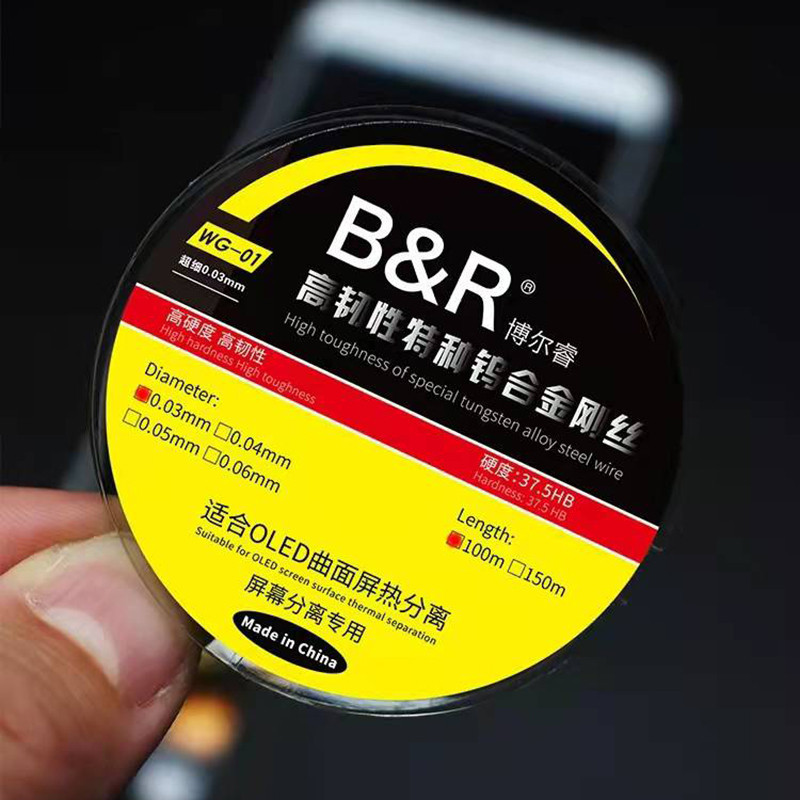 WG-01
超细0.03mm
B&R®
博尔睿
高韧性特种钨合金刚丝
High toughness of special tungsten alloy steel wire
高硬度 高韧性
High hardness High toughness
硬度:37.5HB
Hardness: 37.5 HB
Diameter:
0.03mm 0.04mm
0.05mm 0.06mm
Length:
100m 150m
适合OLED曲面屏热分离
Suitable for OLED screen surface thermal separation
屏幕分离专用
Made in China